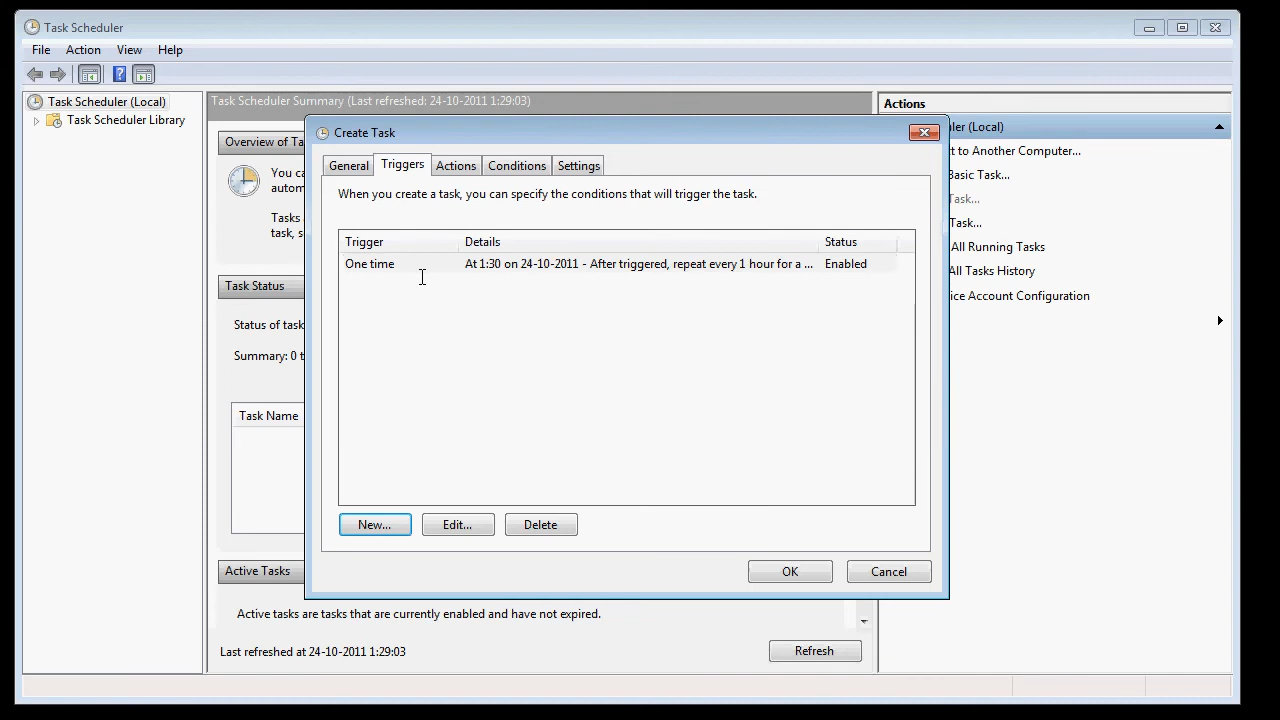 Task Scheduler
File Action View Help
Task Scheduler (Local)
Task Scheduler Library
Task Scheduler Summary (Last refreshed: 24-10-2011 1:29:03)
Overview of Ta
You ca
autom
Tasks
task, s
Task Status
Status of task
Summary: 0 t
Task Name
Active Tasks
Active tasks are tasks that are currently enabled and have not expired.
Last refreshed at 24-10-2011 1:29:03
Refresh
Create Task
General Triggers Actions Conditions Settings
When you create a task, you can specify the conditions that will trigger the task.
Trigger Details Status
One time At 1:30 on 24-10-2011 - After triggered, repeat every 1 hour for a ... Enabled
New... Edit... Delete
OK Cancel
Actions
ler (Local)
t to Another Computer...
Basic Task...
Task...
Task...
All Running Tasks
All Tasks History
ice Account Configuration